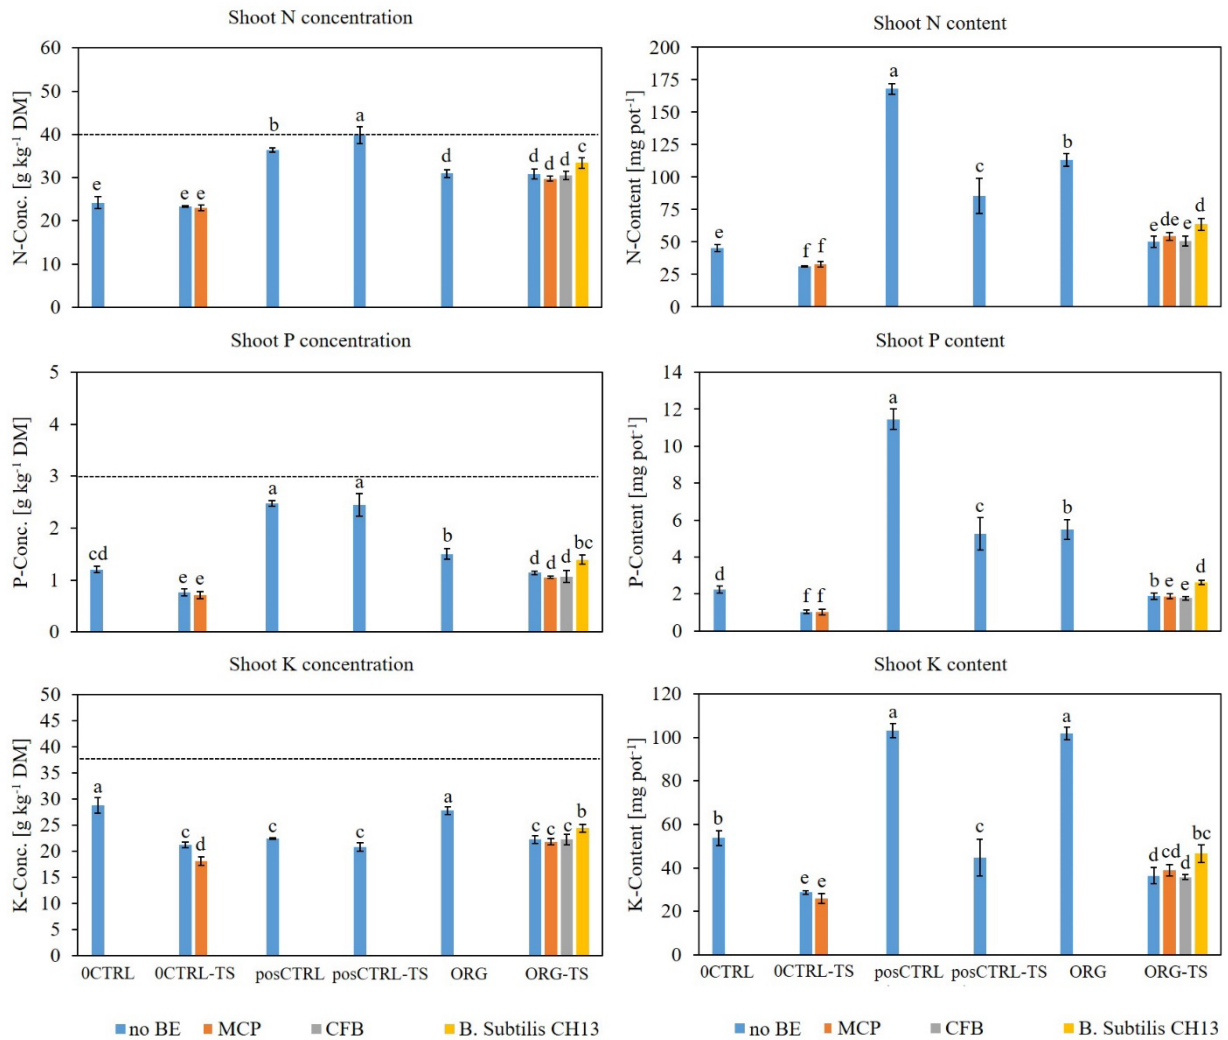 Shoot N concentration
N-Conc. [g kg⁻¹ DM]
60
50
40
30
20
10
0
e
e e
b
a
d
d d d c
Shoot N content
N-Content [mg pot⁻¹]
200
175
150
125
100
75
50
25
0
e
f f
a
c
b
e de e d
Shoot P concentration
P-Conc. [g kg⁻¹ DM]
5
4
3
2
1
0
cd
e e
a
a
b
d d d bc
Shoot P content
P-Content [mg pot⁻¹]
14
12
10
8
6
4
2
0
d
f f
a
c
b
b e e d
Shoot K concentration
K-Conc. [g kg⁻¹ DM]
50
45
40
35
30
25
20
15
10
5
0
a
c d
c
c
a
c c c b
0CTRL 0CTRL-TS posCTRL posCTRL-TS ORG ORG-TS
Shoot K content
K-Content [mg pot⁻¹]
120
100
80
60
40
20
0
b
e e
a
c
a
d cd d bc
0CTRL 0CTRL-TS posCTRL posCTRL-TS ORG ORG-TS
no BE MCP CFB B. Subtilis CH13
no BE MCP CFB B. Subtilis CH13